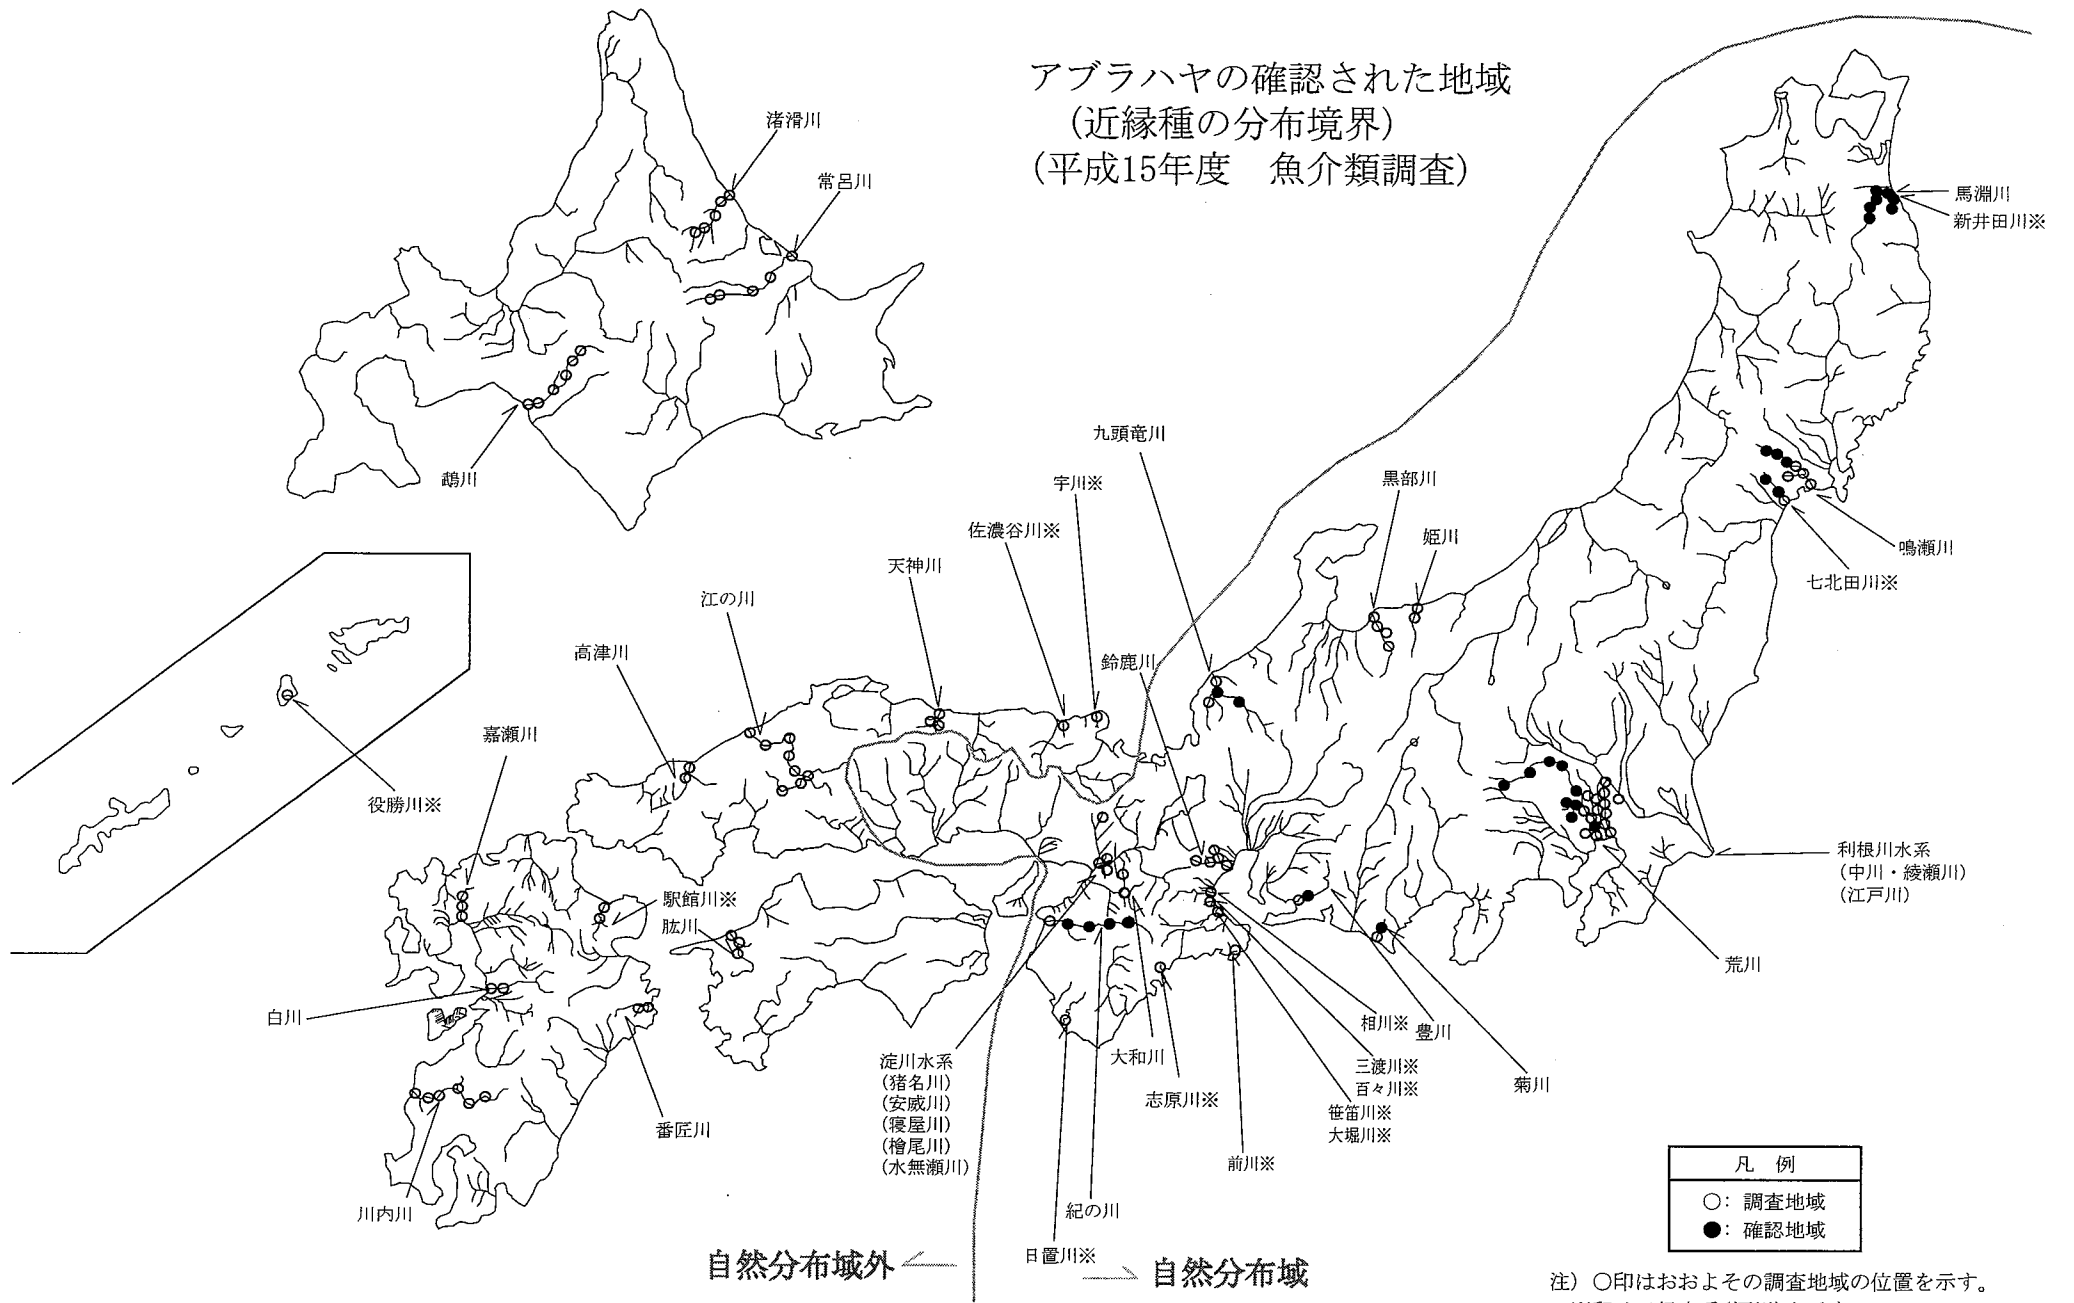 アブラハヤの確認された地域
（近縁種の分布境界）
（平成15年度　魚介類調査）
渚滑川
常呂川
鵡川
馬淵川
新井田川※
鳴瀬川
七北田川※
九頭竜川
宇川※
佐濃谷川※
天神川
江の川
高津川
黒部川
姫川
鈴鹿川
嘉瀬川
役勝川※
駅館川※
肱川
白川
番匠川
川内川
利根川水系
（中川・綾瀬川）
（江戸川）
荒川
淀川水系
（猪名川）
（安威川）
（寝屋川）
（檜尾川）
（水無瀬川）
大和川
志原川※
相川※
豊川
三渡川※
百々川※
笹笛川※
大堀川※
菊川
前川※
紀の川
日置川※
自然分布域外
自然分布域
凡　例
○：調査地域
●：確認地域
注）○印はおおよその調査地域の位置を示す。